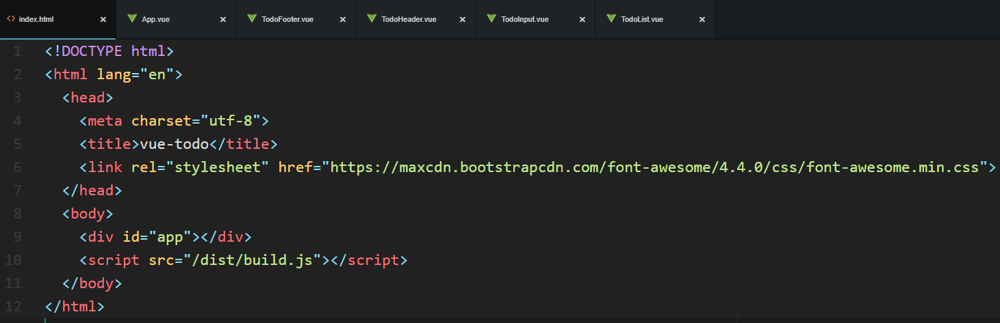 index.html × App.vue × TodoFooter.vue × TodoHeader.vue × TodoInput.vue × TodoList.vue ×
1 <!DOCTYPE html>
2 <html lang="en">
3 <head>
4 <meta charset="utf-8">
5 <title>vue-todo</title>
6 <link rel="stylesheet" href="https://maxcdn.bootstrapcdn.com/font-awesome/4.4.0/css/font-awesome.min.css">
7 </head>
8 <body>
9 <div id="app"></div>
10 <script src="/dist/build.js"></script>
11 </body>
12 </html>